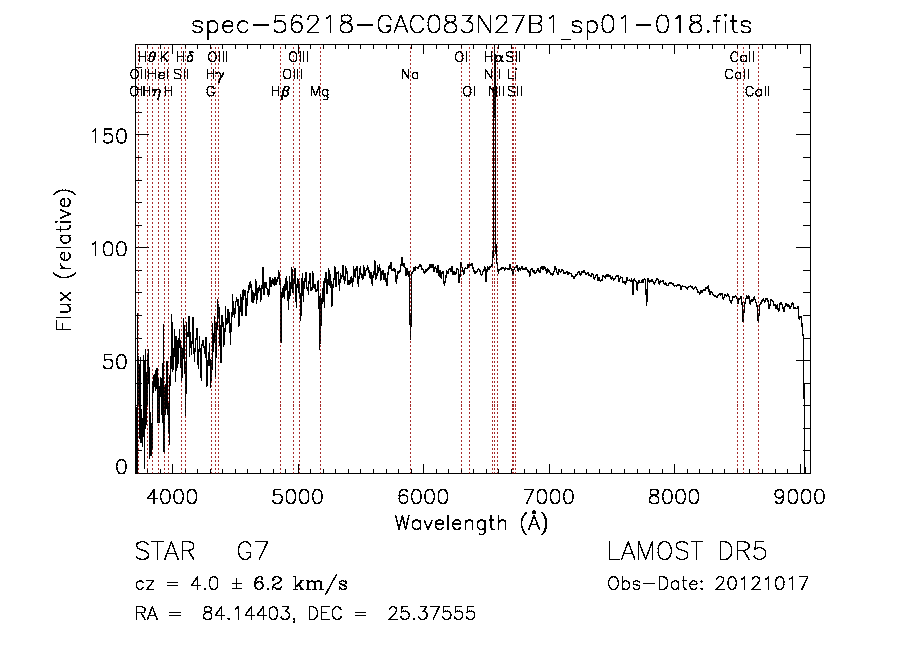 spec-56218-GAC083N27B1_sp01-018.fits
Hθ K Hδ OIII OIII OI Hα SII CaII
OII HeI SII Hγ OIII Na NII Li CaII
OII Hη H G Hβ Mg OI NII SII CaII
150
100
50
0
Flux (relative)
4000 5000 6000 7000 8000 9000
Wavelength (Å)
STAR G7 LAMOST DR5
cz = 4.0 ± 6.2 km/s Obs-Date: 20121017
RA = 84.14403, DEC = 25.37555